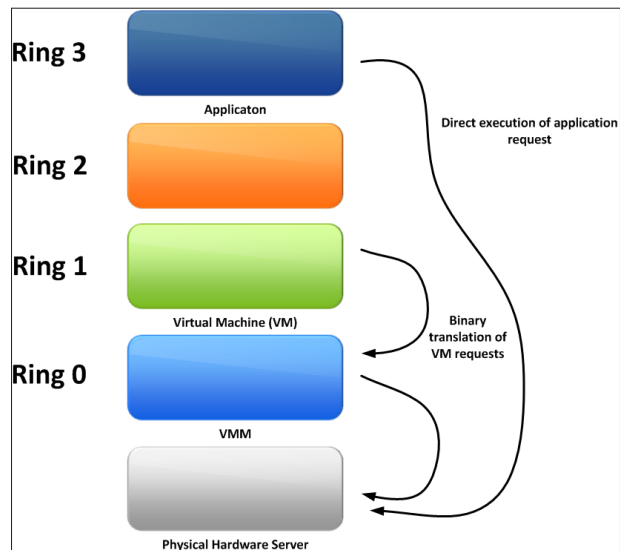 Ring 3
Applicaton
Direct execution of application
request
Ring 2
Ring 1
Virtual Machine (VM)
Binary
translation of
VM requests
Ring 0
VMM
Physical Hardware Server